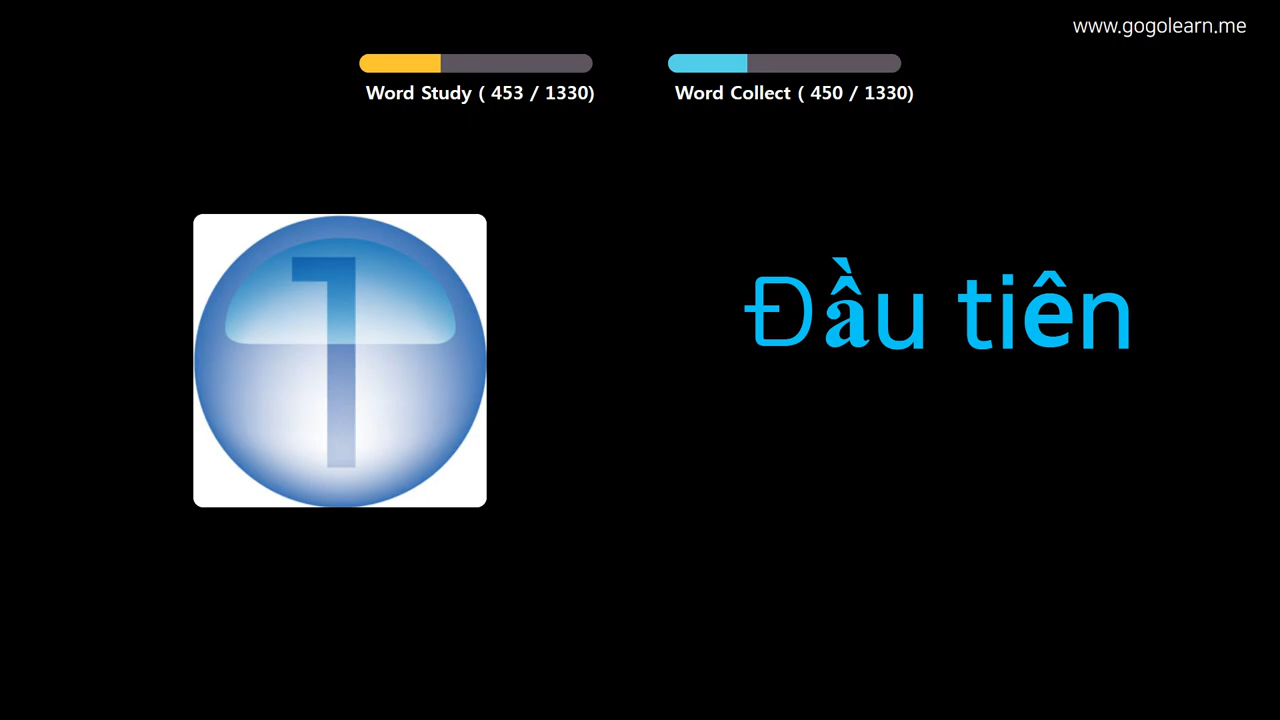 www.gogolearn.me
Word Study ( 453 / 1330)
Word Collect ( 450 / 1330)
1
Đầu tiên